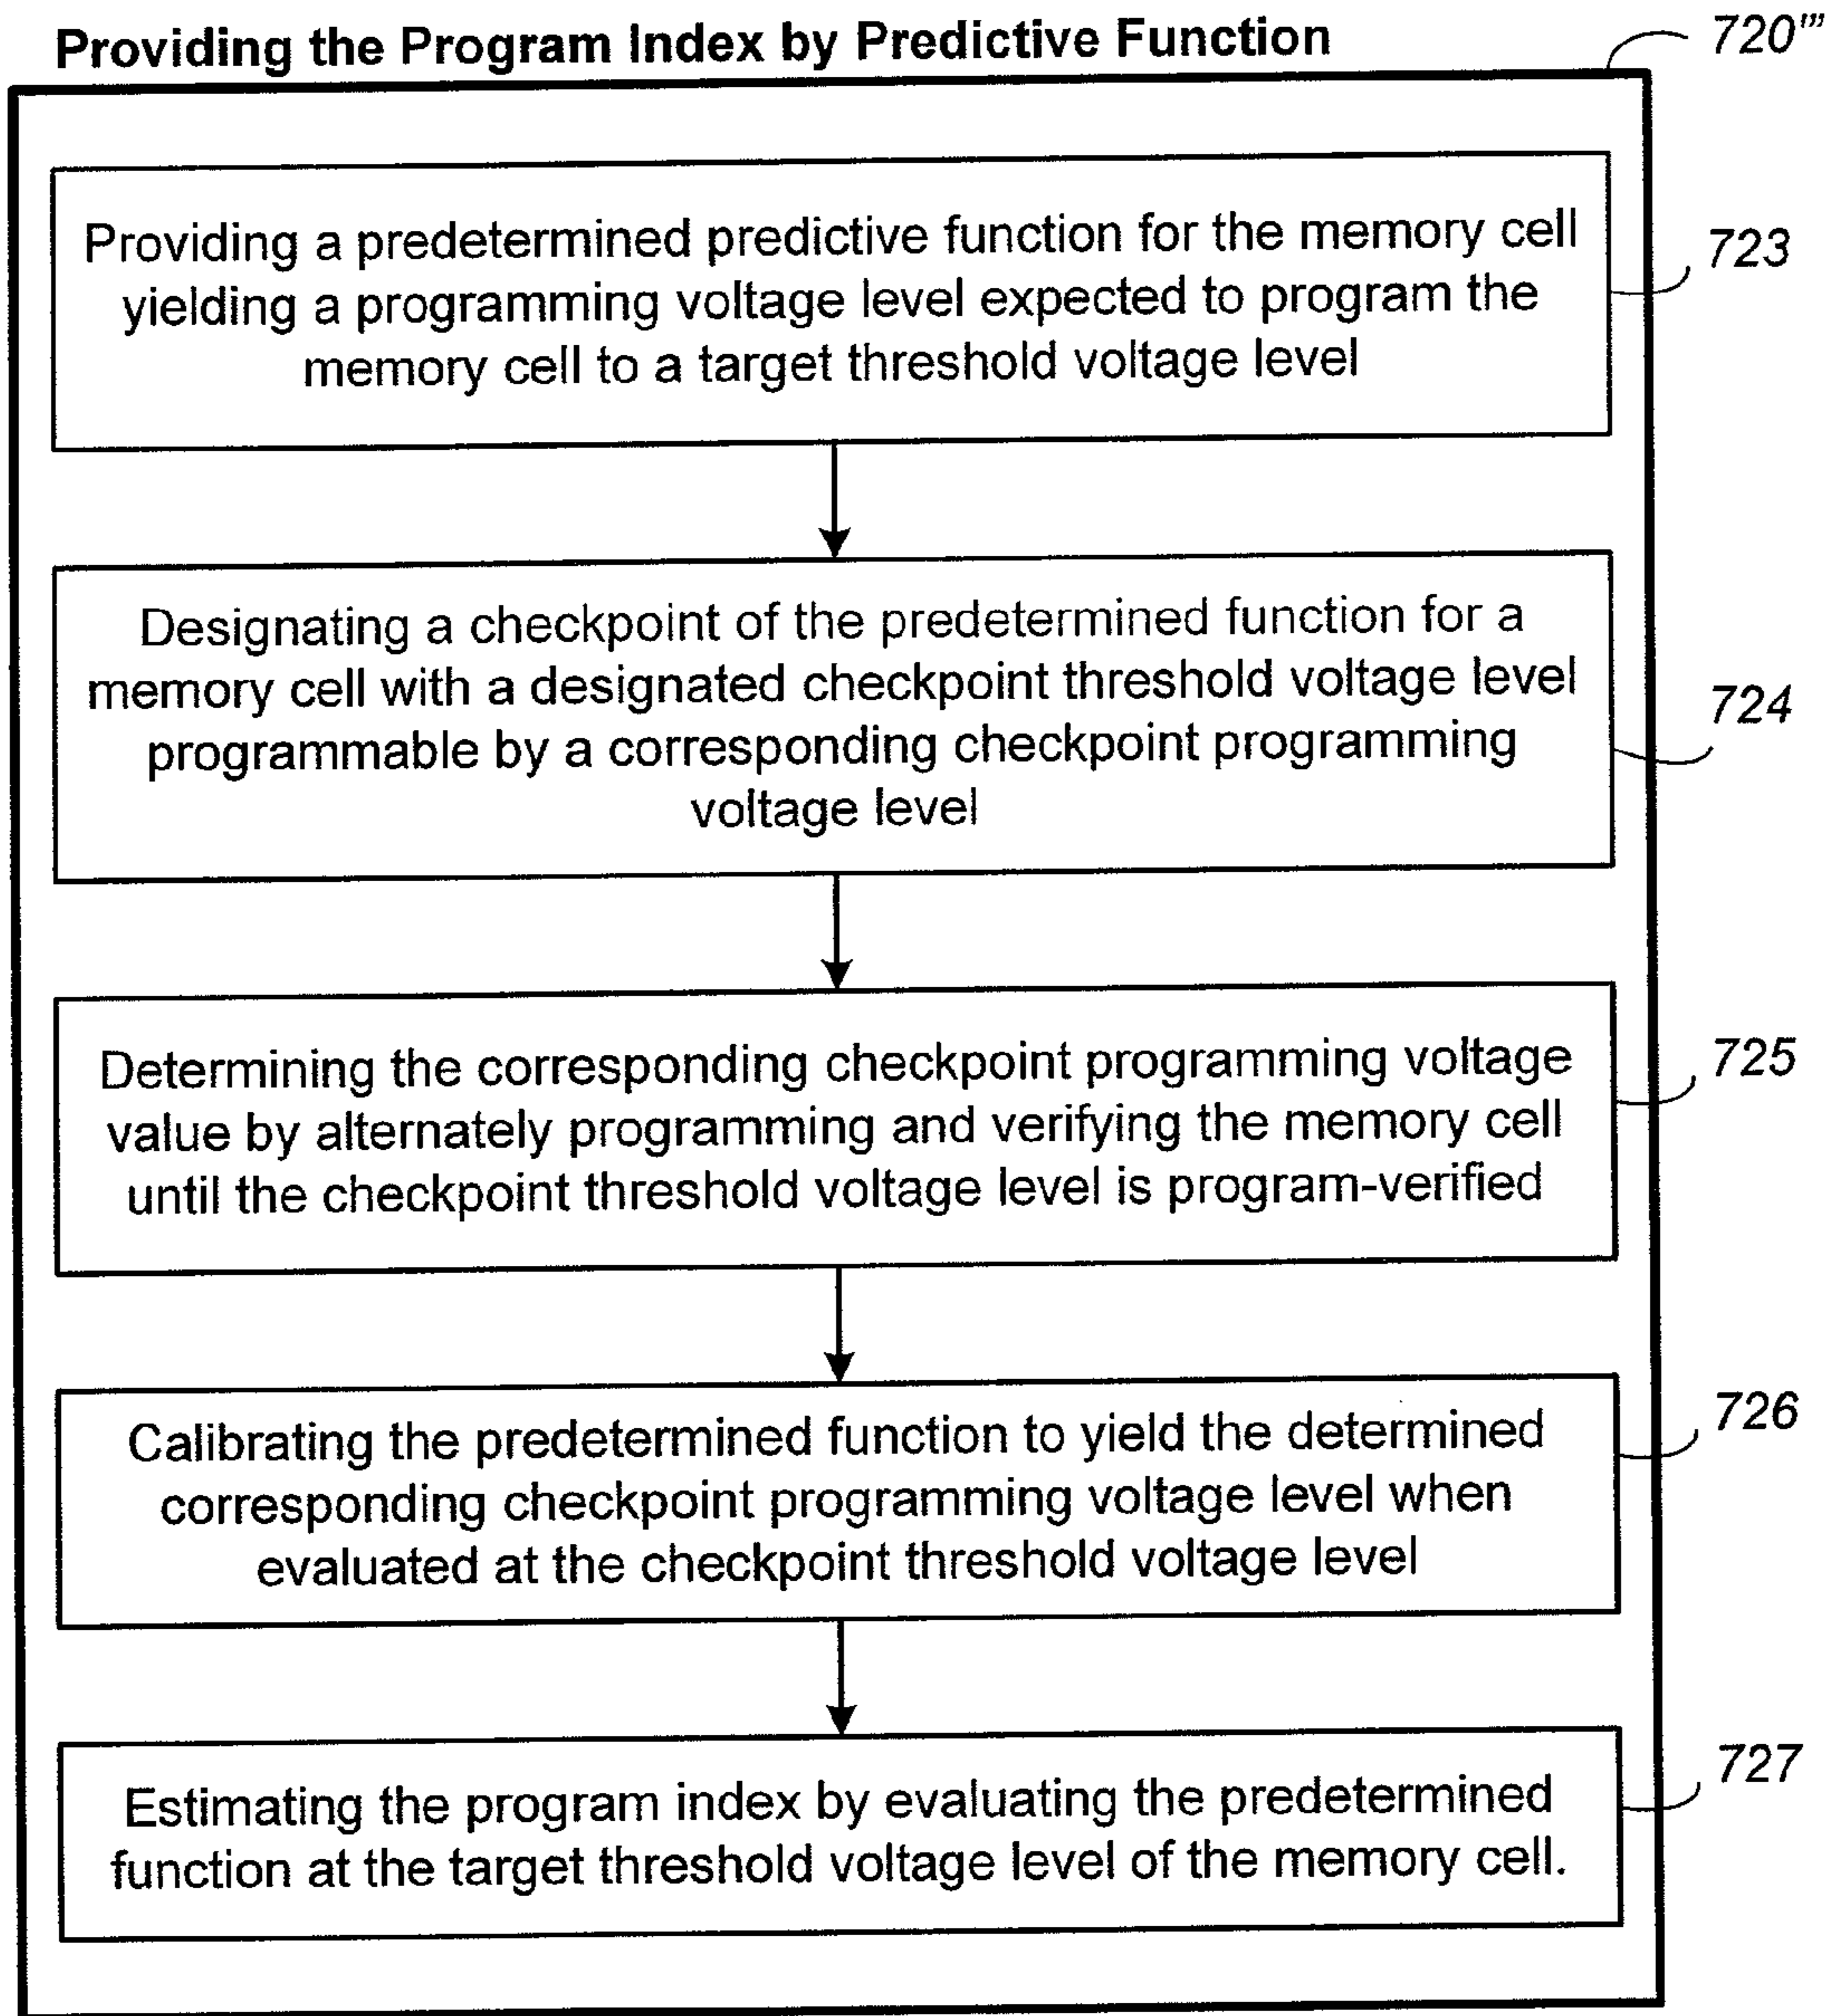 Providing the Program Index by Predictive Function
720'''
Providing a predetermined predictive function for the memory cell
yielding a programming voltage level expected to program the
memory cell to a target threshold voltage level
723
Designating a checkpoint of the predetermined function for a
memory cell with a designated checkpoint threshold voltage level
programmable by a corresponding checkpoint programming
voltage level
724
Determining the corresponding checkpoint programming voltage
value by alternately programming and verifying the memory cell
until the checkpoint threshold voltage level is program-verified
725
Calibrating the predetermined function to yield the determined
corresponding checkpoint programming voltage level when
evaluated at the checkpoint threshold voltage level
726
Estimating the program index by evaluating the predetermined
function at the target threshold voltage level of the memory cell.
727